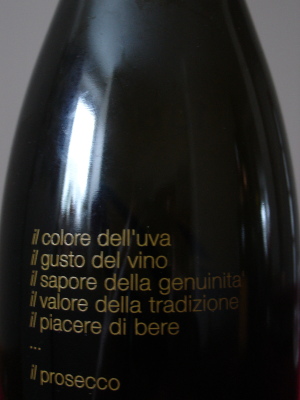 il colore dell'uva
il gusto del vino
il sapore della genuinita'
il valore della tradizione
il piacere di bere
...
il prosecco